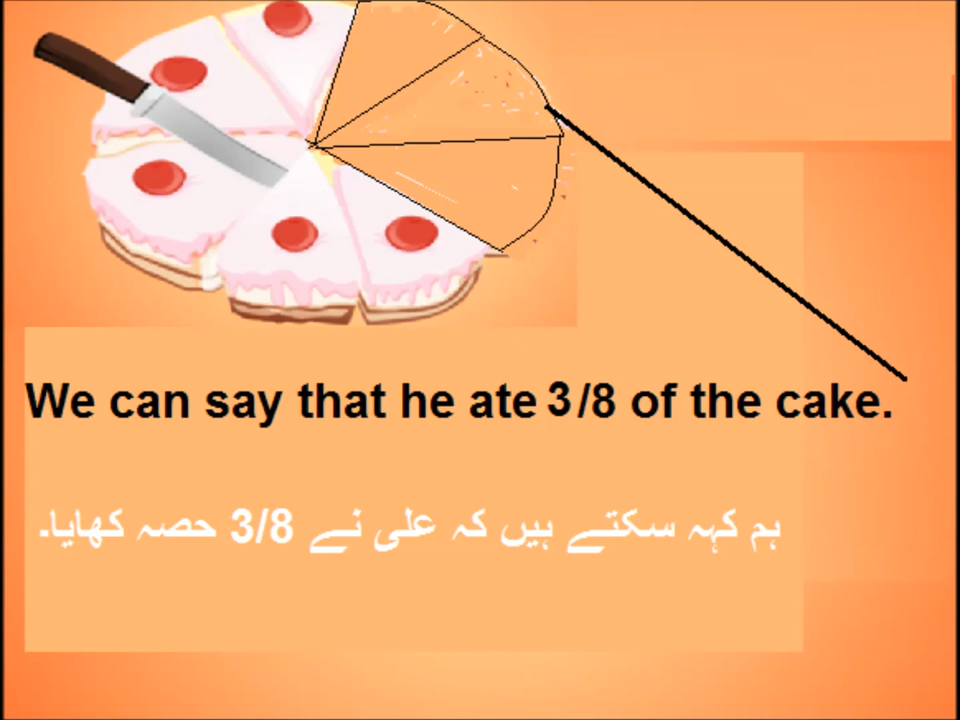 We can say that he ate 3/8 of the cake.
ہم کہہ سکتے ہیں کہ علی نے 3/8 حصہ کھایا۔